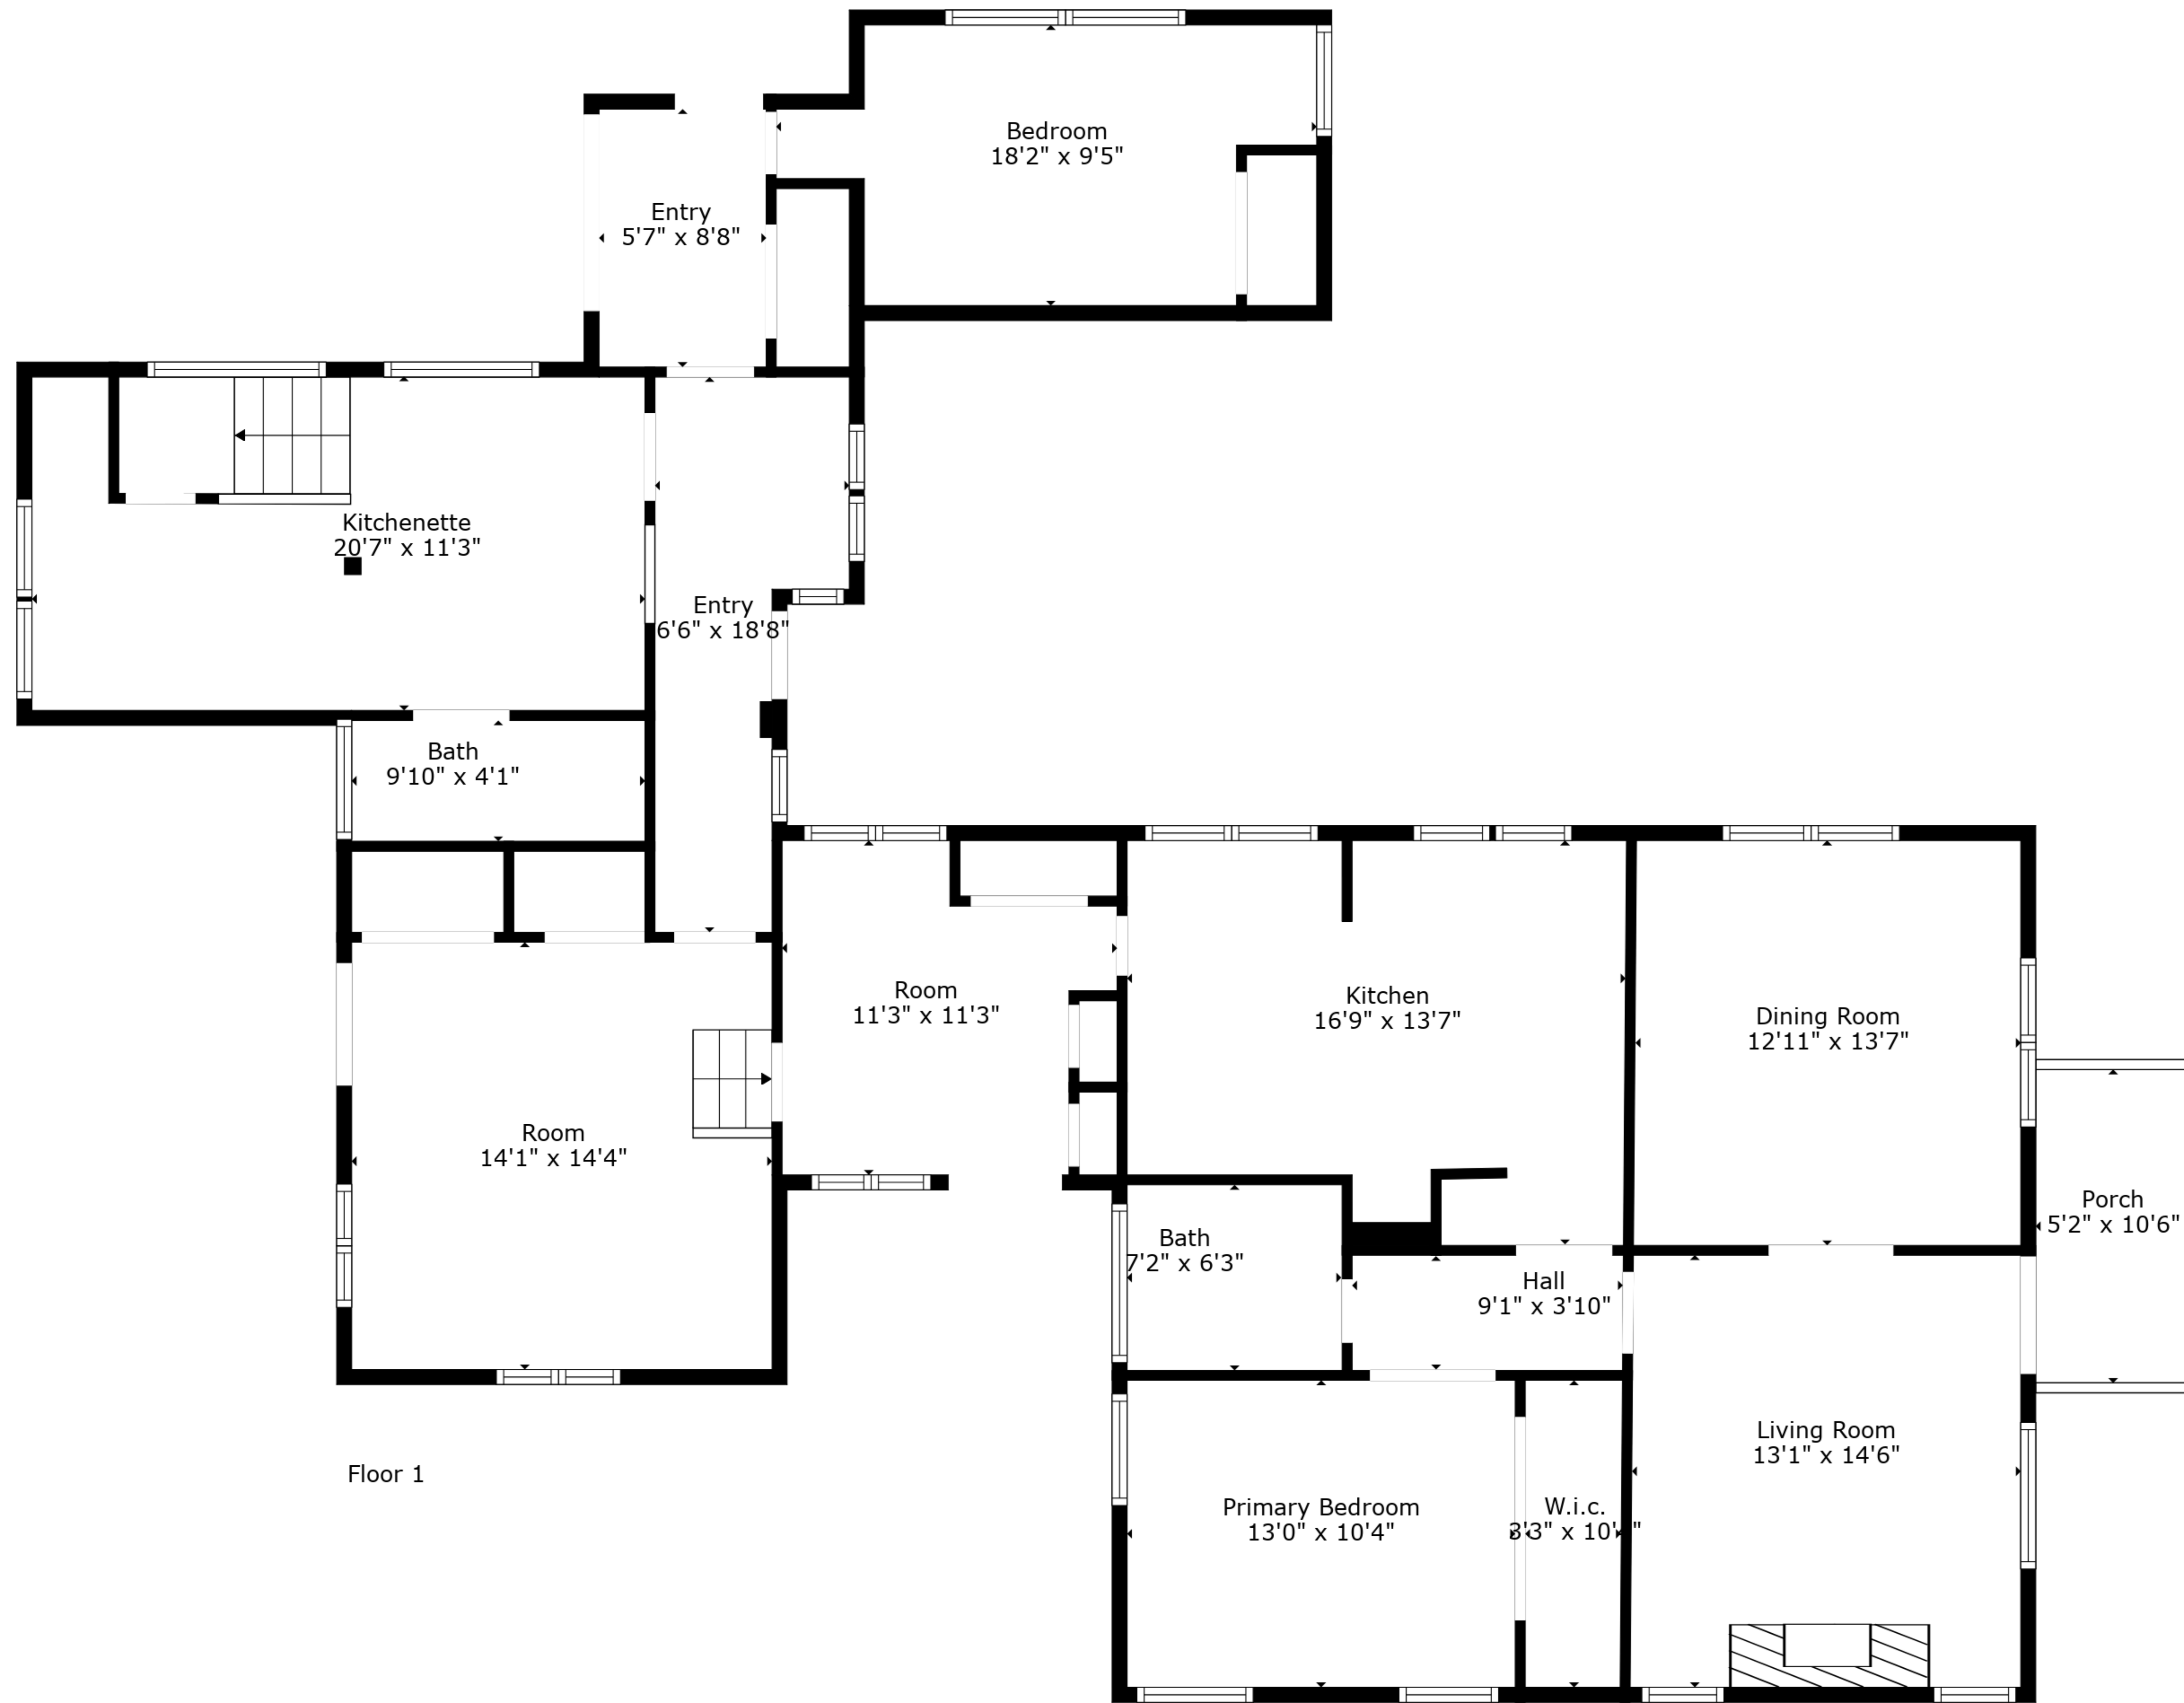 Bedroom
18'2" x 9'5"
Entry
5'7" x 8'8"
Kitchenette
20'7" x 11'3"
Entry
6'6" x 18'8"
Bath
9'10" x 4'1"
Room
11'3" x 11'3"
Kitchen
16'9" x 13'7"
Dining Room
12'11" x 13'7"
Room
14'1" x 14'4"
Porch
5'2" x 10'6"
Bath
7'2" x 6'3"
Hall
9'1" x 3'10"
Living Room
13'1" x 14'6"
Floor 1
Primary Bedroom
13'0" x 10'4"
W.i.c.
3'3" x